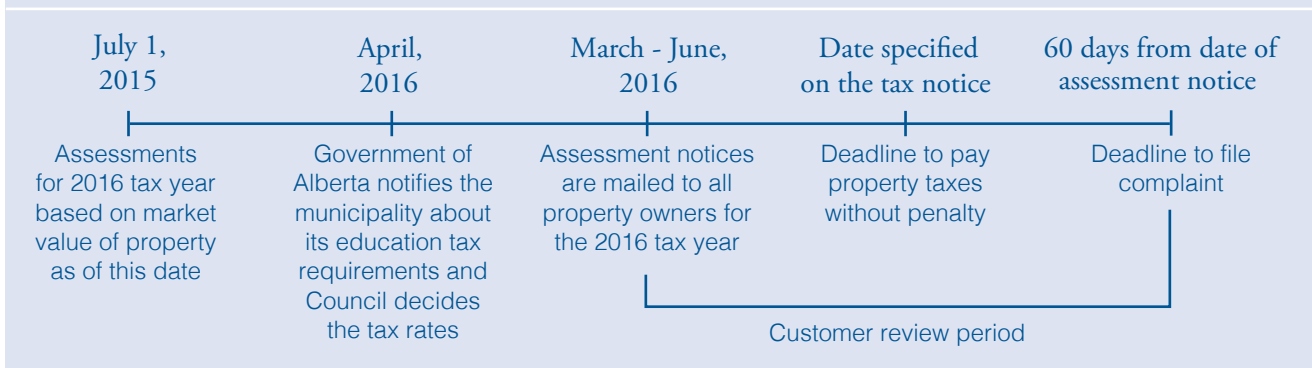 July 1,
2015
Assessments
for 2016 tax year
based on market
value of property
as of this date
April,
2016
Government of
Alberta notifies the
municipality about
its education tax
requirements and
Council decides
the tax rates
March - June,
2016
Assessment notices
are mailed to all
property owners for
the 2016 tax year
Date specified
on the tax notice
Deadline to pay
property taxes
without penalty
60 days from date of
assessment notice
Deadline to file
complaint
Customer review period